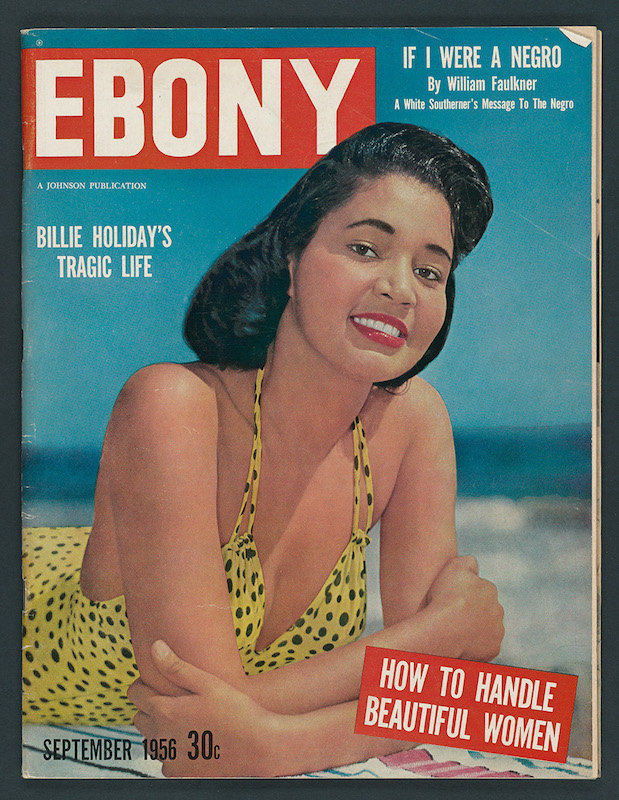 EBONY
IF I WERE A NEGRO
By William Faulkner
A White Southerner's Message To The Negro
A JOHNSON PUBLICATION
BILLIE HOLIDAY'S
TRAGIC LIFE
HOW TO HANDLE
BEAUTIFUL WOMEN
SEPTEMBER 1956 30c